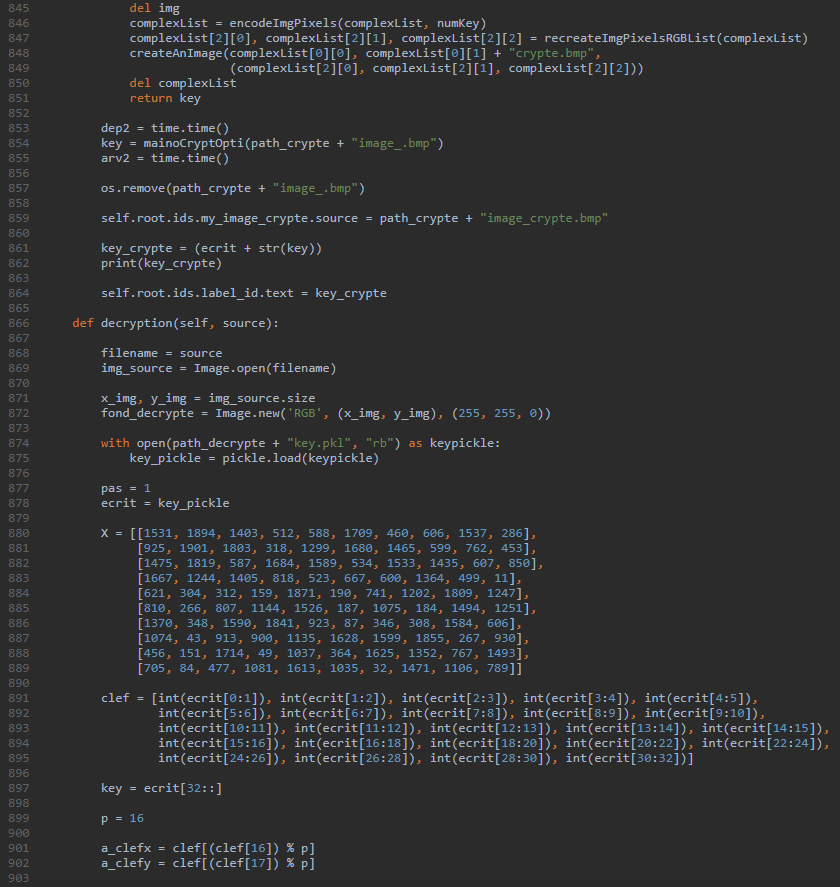 845             del img
846             complexList = encodeImgPixels(complexList, numKey)
847             complexList[2][0], complexList[2][1], complexList[2][2] = recreateImgPixelsRGBList(complexList)
848             createAnImage(complexList[0][0], complexList[0][1] + "crypte.bmp",
849                           (complexList[2][0], complexList[2][1], complexList[2][2]))
850             del complexList
851             return key
852
853         dep2 = time.time()
854         key = mainoCryptOpti(path_crypte + "image_.bmp")
855         arv2 = time.time()
856
857         os.remove(path_crypte + "image_.bmp")
858
859         self.root.ids.my_image_crypte.source = path_crypte + "image_crypte.bmp"
860
861         key_crypte = (ecrit + str(key))
862         print(key_crypte)
863
864         self.root.ids.label_id.text = key_crypte
865
866     def decryption(self, source):
867
868         filename = source
869         img_source = Image.open(filename)
870
871         x_img, y_img = img_source.size
872         fond_decrypte = Image.new('RGB', (x_img, y_img), (255, 255, 0))
873
874         with open(path_decrypte + "key.pkl", "rb") as keypickle:
875             key_pickle = pickle.load(keypickle)
876
877         pas = 1
878         ecrit = key_pickle
879
880         X = [[1531, 1894, 1403, 512, 588, 1709, 460, 606, 1537, 286],
881              [925, 1901, 1803, 318, 1299, 1680, 1465, 599, 762, 453],
882              [1475, 1819, 587, 1684, 1589, 534, 1533, 1435, 607, 850],
883              [1667, 1244, 1405, 818, 523, 667, 600, 1364, 499, 11],
884              [621, 304, 312, 159, 1871, 190, 741, 1202, 1809, 1247],
885              [810, 266, 807, 1144, 1526, 187, 1075, 184, 1494, 1251],
886              [1370, 348, 1590, 1841, 923, 87, 346, 308, 1584, 606],
887              [1074, 43, 913, 900, 1135, 1628, 1599, 1855, 267, 930],
888              [456, 151, 1714, 49, 1037, 364, 1625, 1352, 767, 1493],
889              [705, 84, 477, 1081, 1613, 1035, 32, 1471, 1106, 789]]
890
891         clef = [int(ecrit[0:1]), int(ecrit[1:2]), int(ecrit[2:3]), int(ecrit[3:4]), int(ecrit[4:5]),
892                 int(ecrit[5:6]), int(ecrit[6:7]), int(ecrit[7:8]), int(ecrit[8:9]), int(ecrit[9:10]),
893                 int(ecrit[10:11]), int(ecrit[11:12]), int(ecrit[12:13]), int(ecrit[13:14]), int(ecrit[14:15]),
894                 int(ecrit[15:16]), int(ecrit[16:18]), int(ecrit[18:20]), int(ecrit[20:22]), int(ecrit[22:24]),
895                 int(ecrit[24:26]), int(ecrit[26:28]), int(ecrit[28:30]), int(ecrit[30:32])]
896
897         key = ecrit[32::]
898
899         p = 16
900
901         a_clefx = clef[(clef[16]) % p]
902         a_clefy = clef[(clef[17]) % p]
903